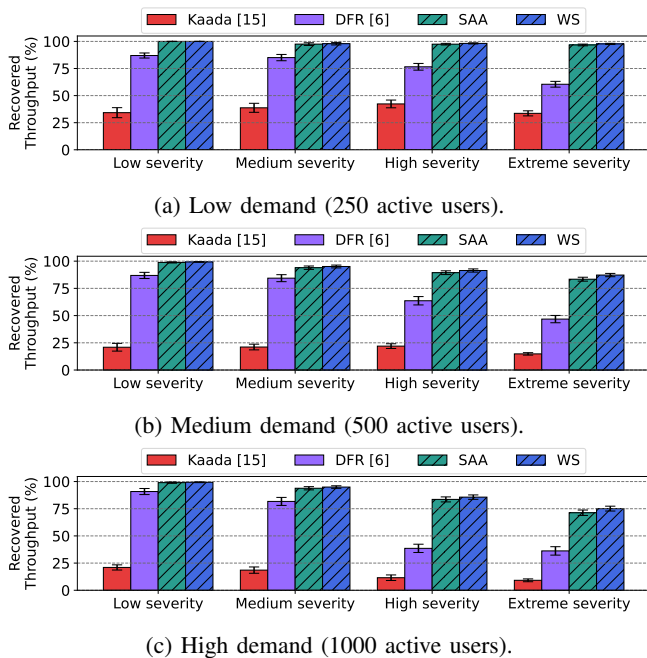 Kaada [15] DFR [6] SAA WS
Recovered
Throughput (%)
100
75
50
25
0
Low severity Medium severity High severity Extreme severity
(a) Low demand (250 active users).
Kaada [15] DFR [6] SAA WS
Recovered
Throughput (%)
100
75
50
25
0
Low severity Medium severity High severity Extreme severity
(b) Medium demand (500 active users).
Kaada [15] DFR [6] SAA WS
Recovered
Throughput (%)
100
75
50
25
0
Low severity Medium severity High severity Extreme severity
(c) High demand (1000 active users).